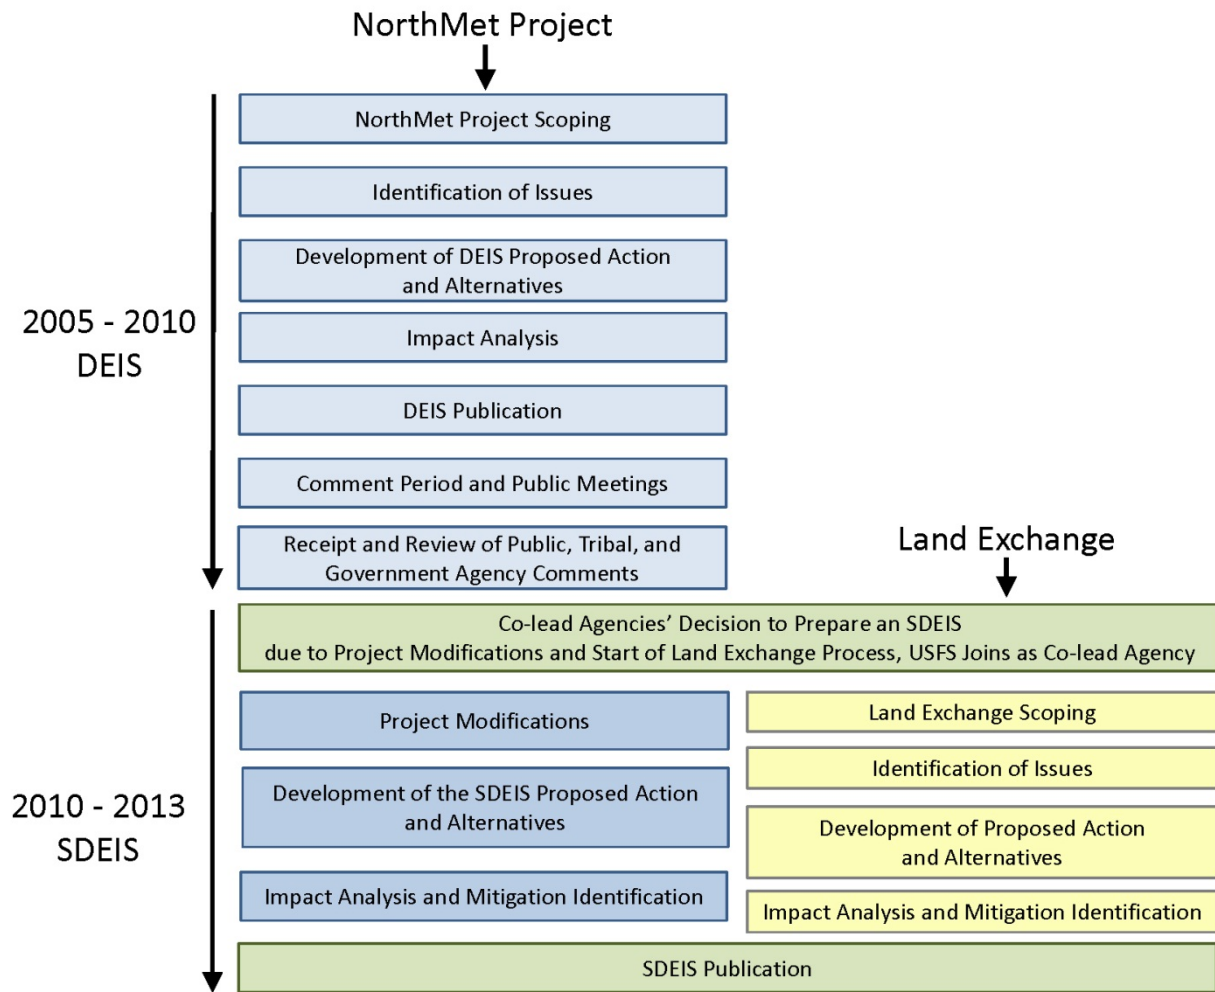 NorthMet Project
NorthMet Project Scoping
Identification of Issues
Development of DEIS Proposed Action
and Alternatives
Impact Analysis
DEIS Publication
Comment Period and Public Meetings
Receipt and Review of Public, Tribal, and
Government Agency Comments
2005 - 2010
DEIS
Land Exchange
Co-lead Agencies’ Decision to Prepare an SDEIS
due to Project Modifications and Start of Land Exchange Process, USFS Joins as Co-lead Agency
Project Modifications
Development of the SDEIS Proposed Action
and Alternatives
Impact Analysis and Mitigation Identification
Land Exchange Scoping
Identification of Issues
Development of Proposed Action
and Alternatives
Impact Analysis and Mitigation Identification
2010 - 2013
SDEIS
SDEIS Publication